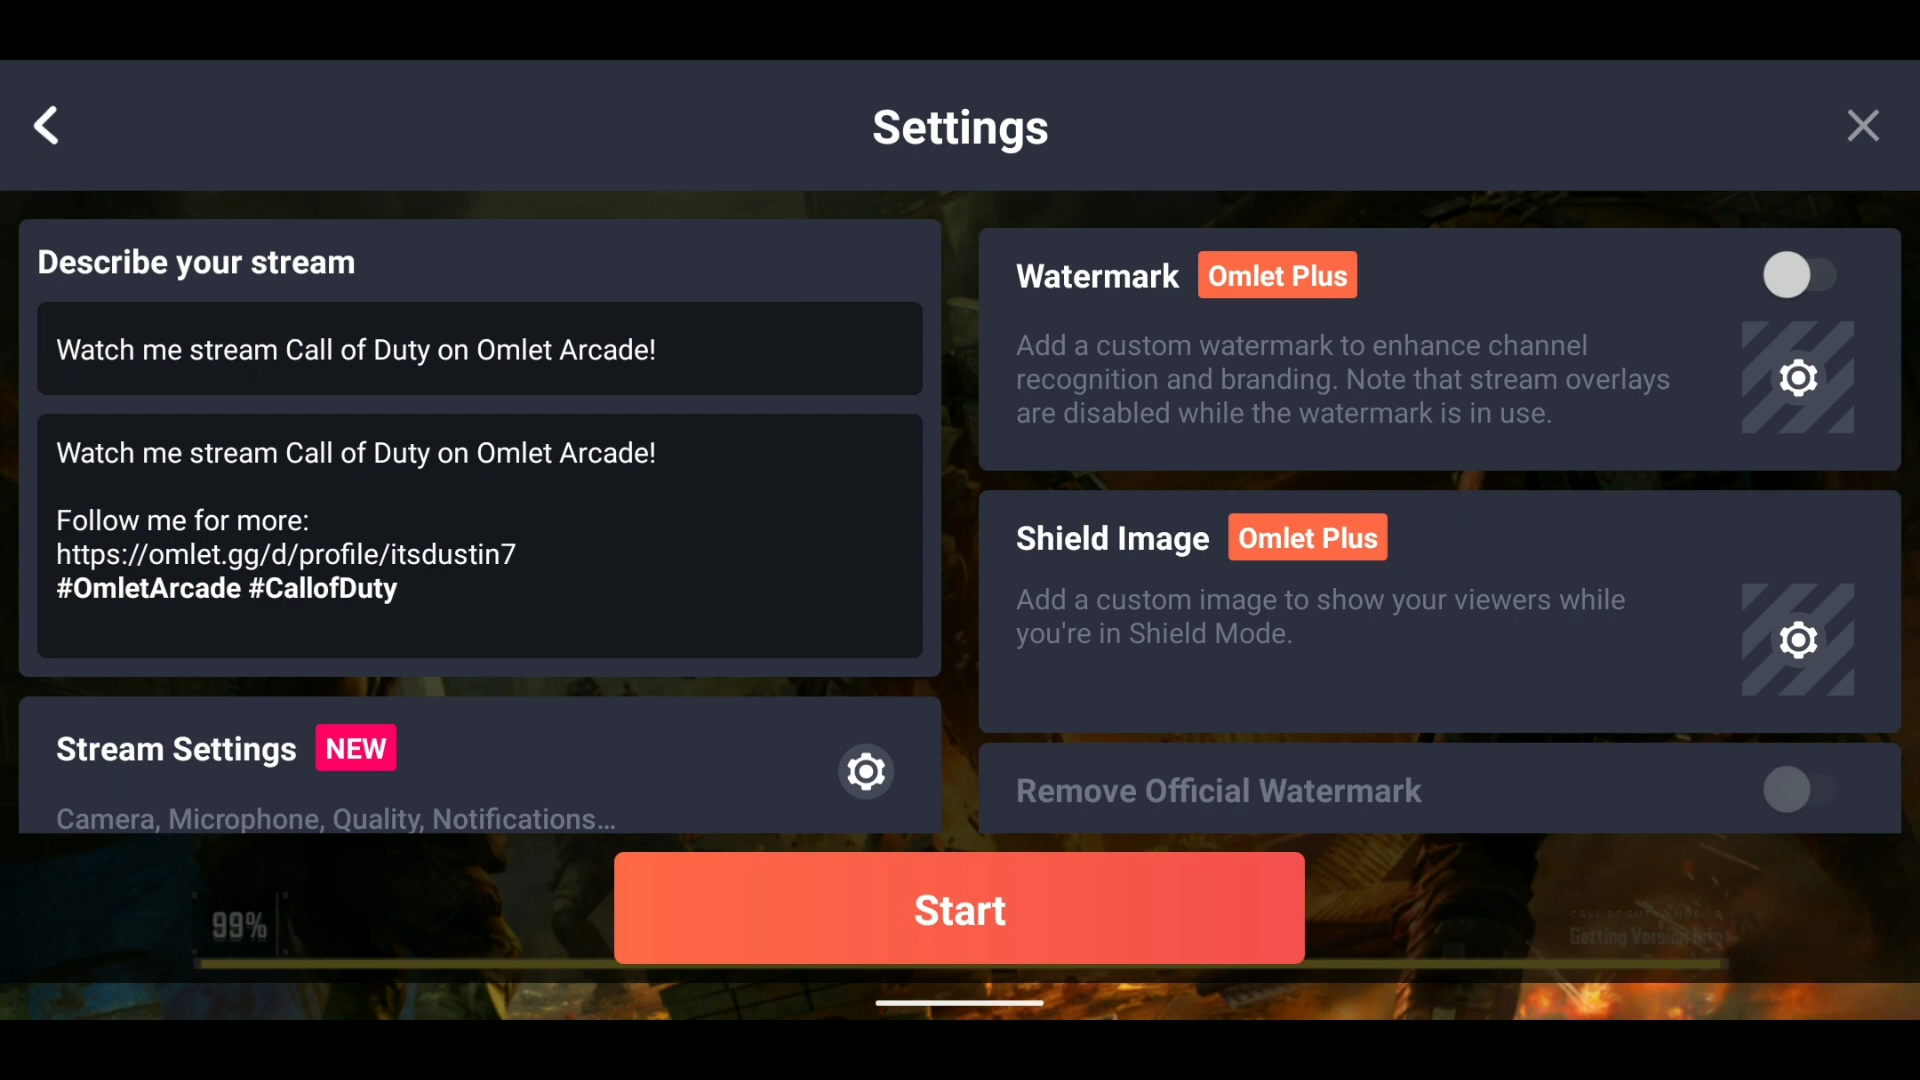 Settings
Describe your stream
Watch me stream Call of Duty on Omlet Arcade!
Watch me stream Call of Duty on Omlet Arcade!
Follow me for more:
https://omlet.gg/d/profile/itsdustin7
#OmletArcade #CallofDuty
Stream Settings NEW
Camera, Microphone, Quality, Notifications...
Watermark Omlet Plus
Add a custom watermark to enhance channel
recognition and branding. Note that stream overlays
are disabled while the watermark is in use.
Shield Image Omlet Plus
Add a custom image to show your viewers while
you're in Shield Mode.
Remove Official Watermark
Start
99%
Getting Version Info